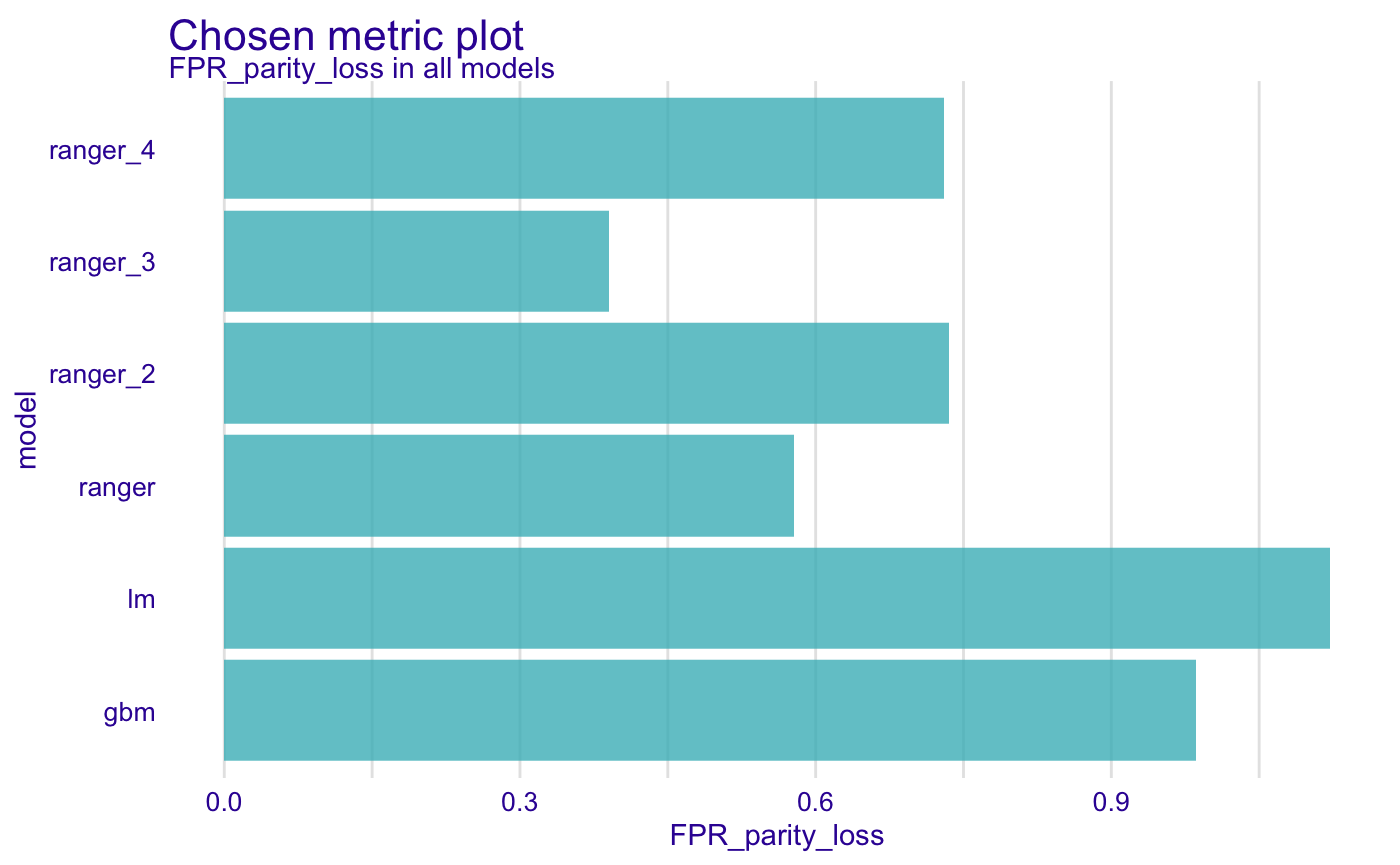 Chosen metric plot
FPR_parity_loss in all models
ranger_4
ranger_3
ranger_2
ranger
lm
gbm
model
0.0 0.3 0.6 0.9
FPR_parity_loss